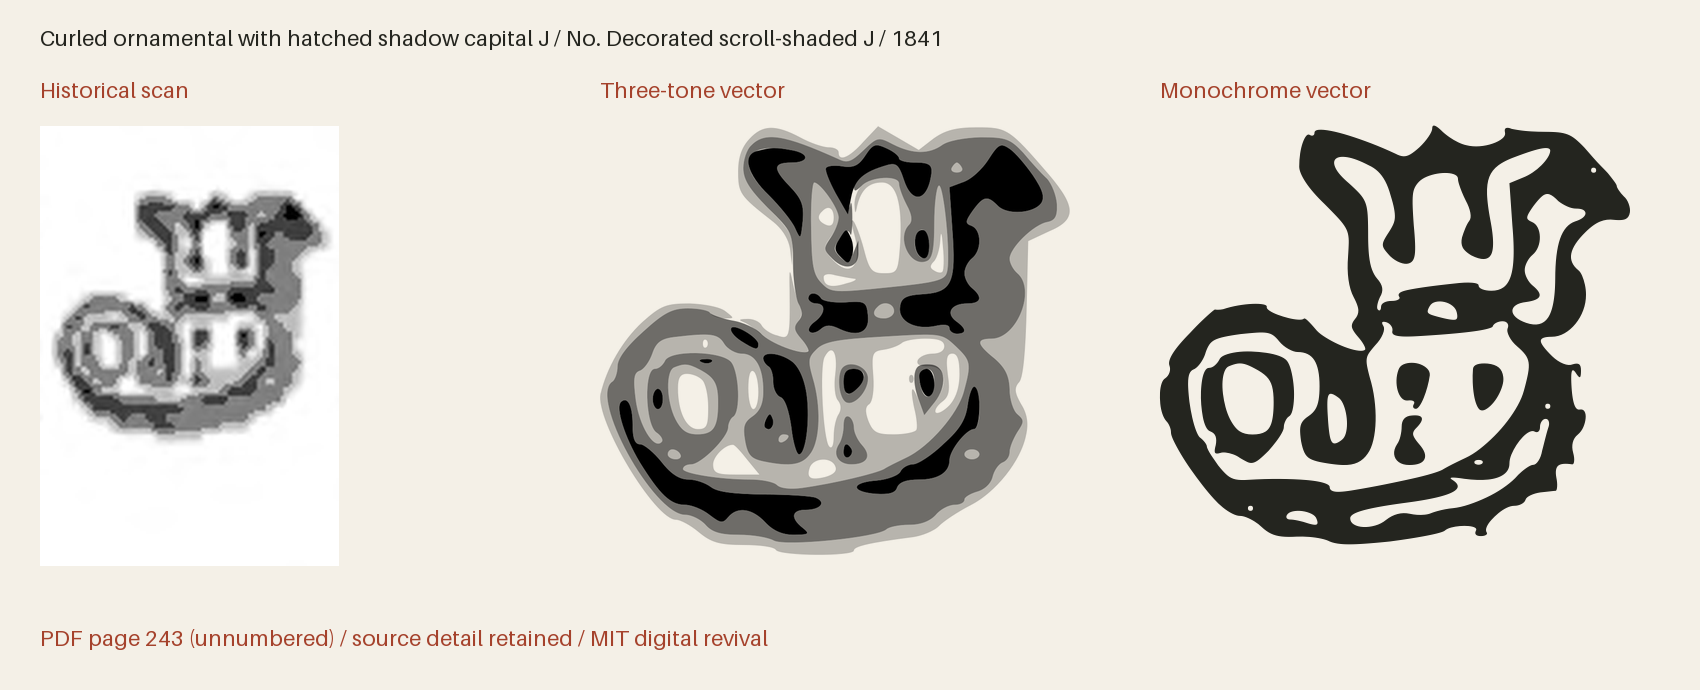 Curled ornamental with hatched shadow capital J / No. Decorated scroll-shaded J / 1841
Historical scan
Three-tone vector
Monochrome vector
J
J
J
PDF page 243 (unnumbered) / source detail retained / MIT digital revival